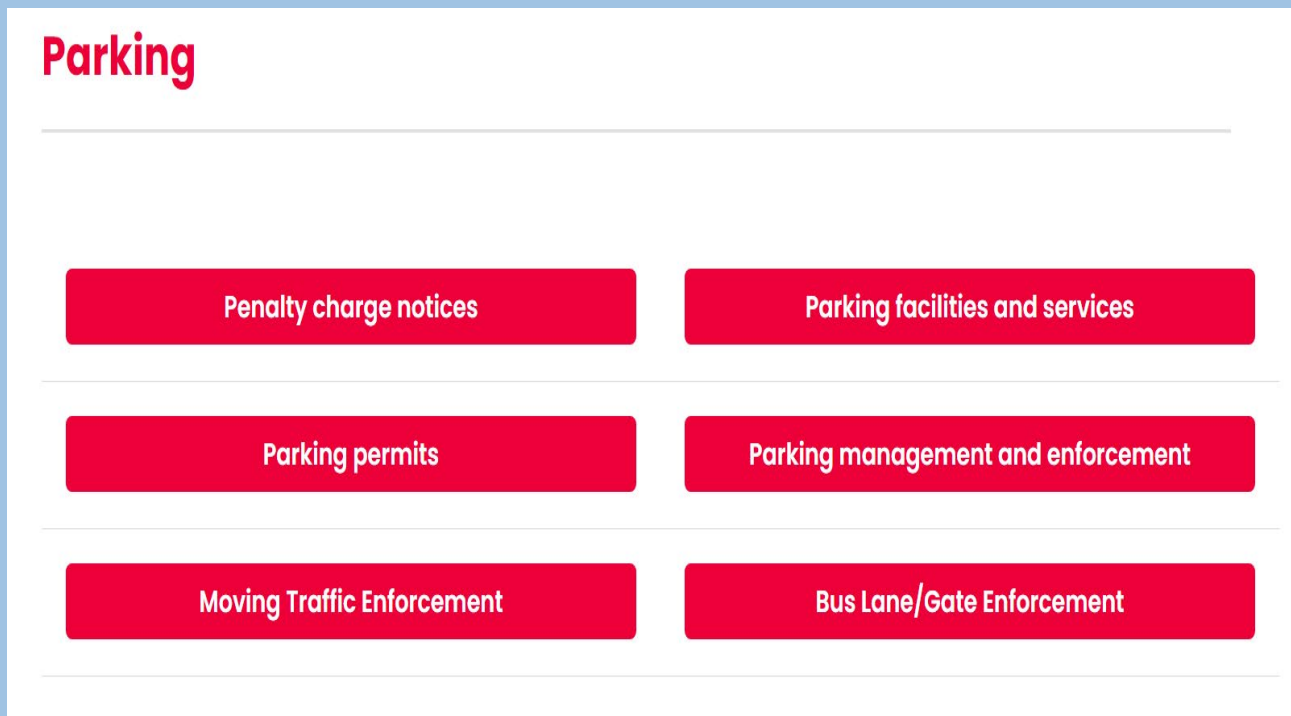 Parking
Penalty charge notices
Parking facilities and services
Parking permits
Parking management and enforcement
Moving Traffic Enforcement
Bus Lane/Gate Enforcement